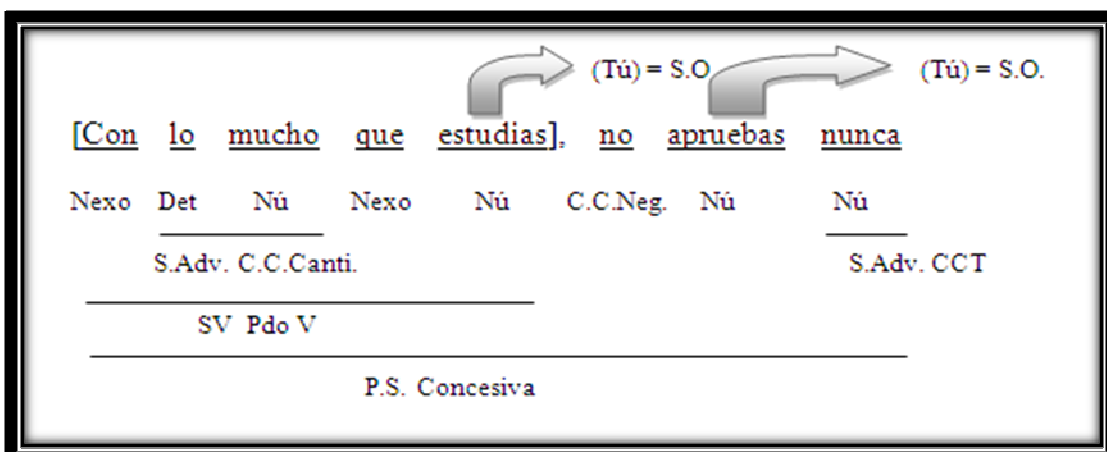 (Tú) = S.O. (Tú) = S.O.
[Con lo mucho que estudias], no apruebas nunca
Nexo Det Nú Nexo Nú C.C.Neg. Nú Nú
S.Adv. C.C.Canti. S.Adv. CCT
SV Pdo V
P.S. Concesiva